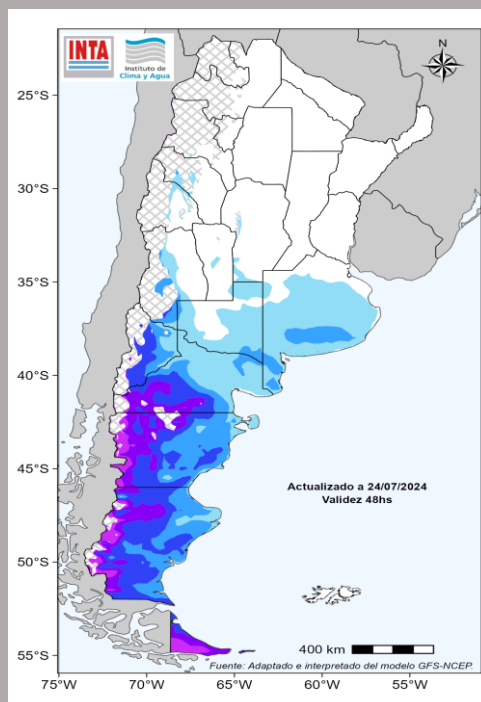 INTA
Instituto de
Clima y Agua
N
25°S
30°S
35°S
40°S
45°S
Actualizado a 24/07/2024
Validez 48hs
50°S
55°S
400 km
Fuente: Adaptado e interpretado del modelo GFS-NCEP.
75°W 70°W 65°W 60°W 55°W